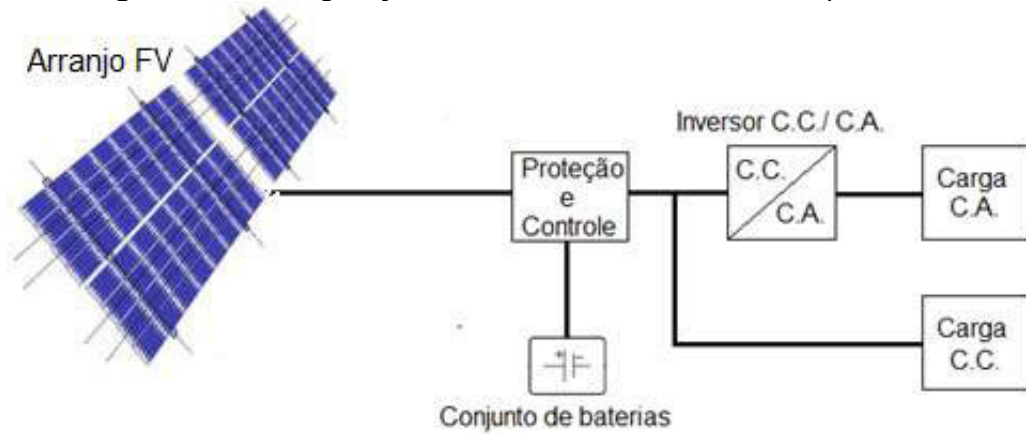 Arranjo FV
Inversor C.C./ C.A.
Proteção
e
Controle
C.C.
C.A.
Carga
C.A.
Carga
C.C.
Conjunto de baterias